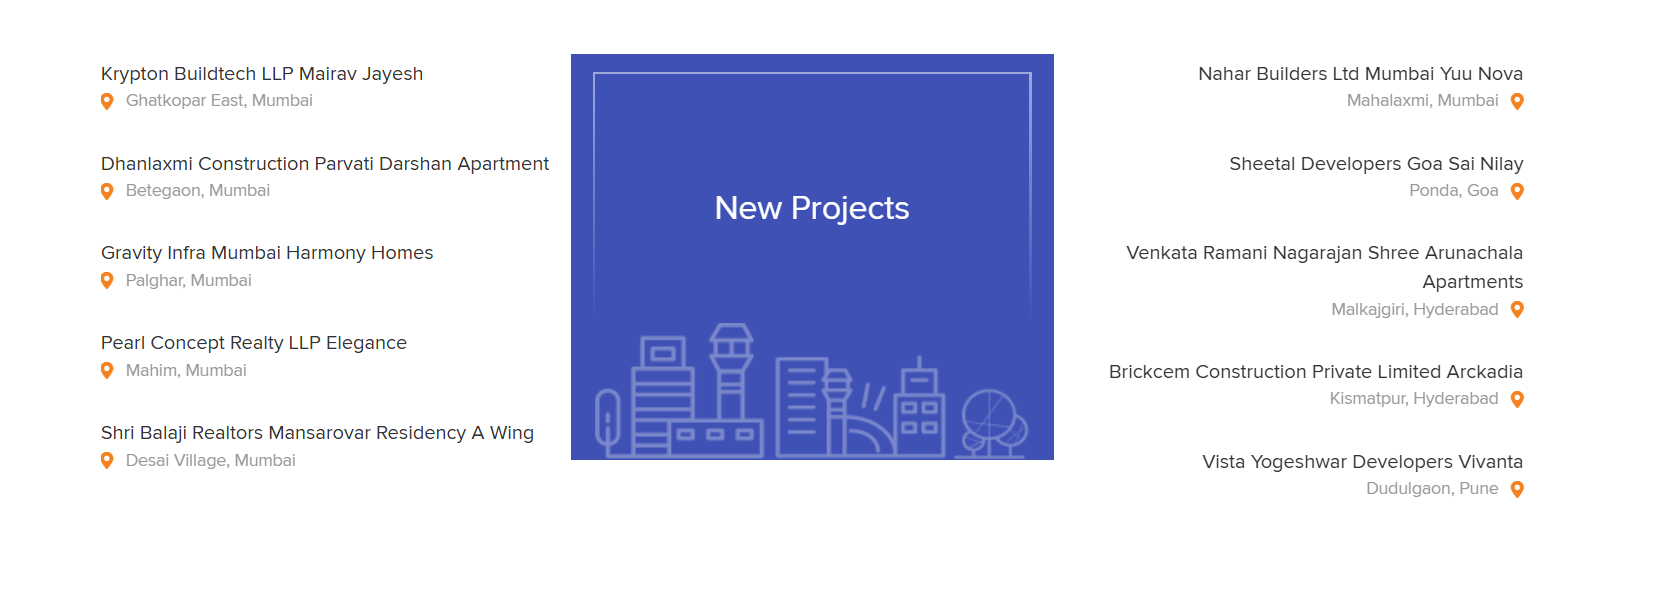 Krypton Buildtech LLP Mairav Jayesh
Ghatkopar East, Mumbai
Dhanlaxmi Construction Parvati Darshan Apartment
Betegaon, Mumbai
Gravity Infra Mumbai Harmony Homes
Palghar, Mumbai
Pearl Concept Realty LLP Elegance
Mahim, Mumbai
Shri Balaji Realtors Mansarovar Residency A Wing
Desai Village, Mumbai
New Projects
Nahar Builders Ltd Mumbai Yuu Nova
Mahalaxmi, Mumbai
Sheetal Developers Goa Sai Nilay
Ponda, Goa
Venkata Ramani Nagarajan Shree Arunachala
Apartments
Malkajgiri, Hyderabad
Brickcem Construction Private Limited Arckadia
Kismatpur, Hyderabad
Vista Yogeshwar Developers Vivanta
Dudulgaon, Pune